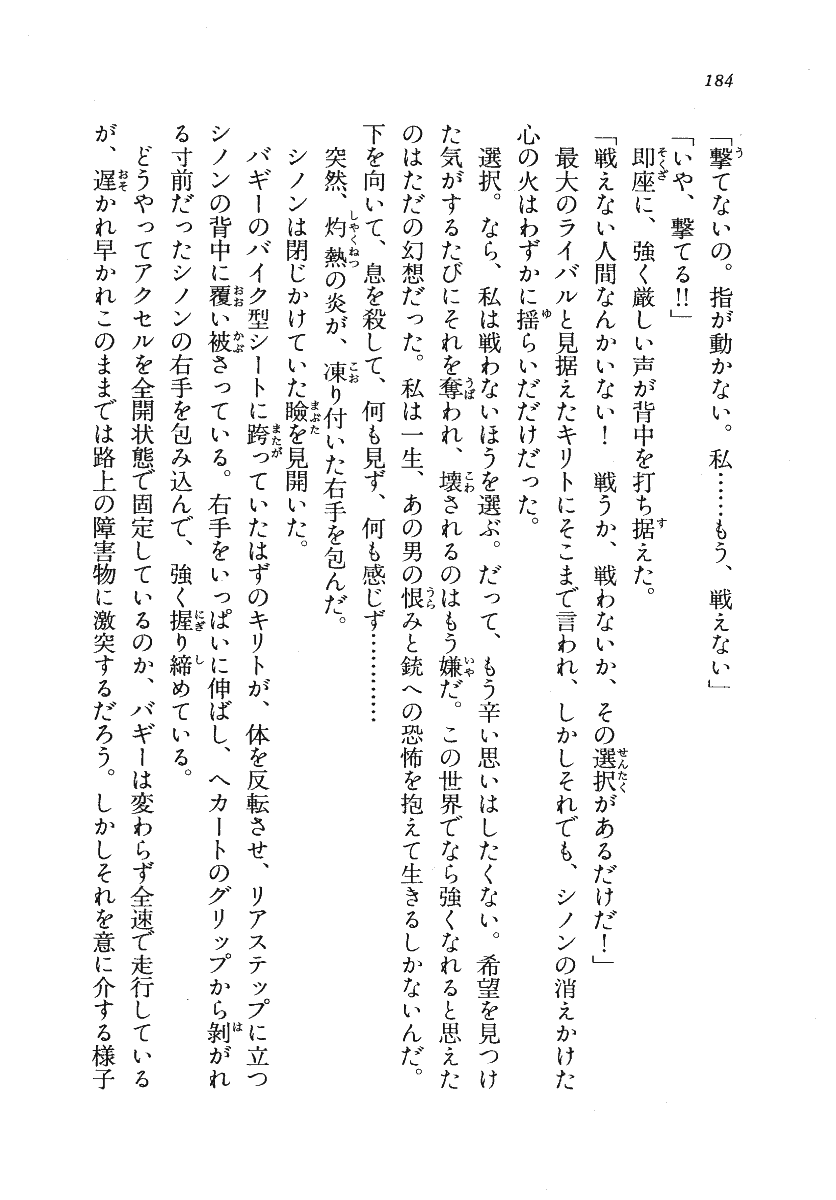 184
「撃てないの。指が動かない。私……もう、戦えない」
「いや、撃てる!!」
即座に、強く厳しい声が背中を打ち据えた。
「戦えない人間なんかいない！　戦うか、戦わないか、その選択があるだけだ！」
最大のライバルと見据えたキリトにそこまで言われ、しかしそれでも、シノンの消えかけた
心の火はわずかに揺らいだだけだった。
選択。なら、私は戦わないほうを選ぶ。だって、もう辛い思いはしたくない。希望を見つけ
た気がするたびにそれを奪われ、壊されるのはもう嫌だ。この世界でなら強くなれると思えた
のはただの幻想だった。私は一生、あの男の恨みと銃への恐怖を抱えて生きるしかないんだ。
下を向いて、息を殺して、何も見ず、何も感じず…………
突然、灼熱の炎が、凍り付いた右手を包んだ。
シノンは閉じかけていた瞼を見開いた。
バギーのバイク型シートに跨っていたはずのキリトが、体を反転させ、リアステップに立つ
シノンの背中に覆い被さっている。右手をいっぱいに伸ばし、ヘカートのグリップから剝がれ
る寸前だったシノンの右手を包み込んで、強く握り締めている。
どうやってアクセルを全開状態で固定しているのか、バギーは変わらず全速で走行している
が、遅かれ早かれこのままでは路上の障害物に激突するだろう。しかしそれを意に介する様子